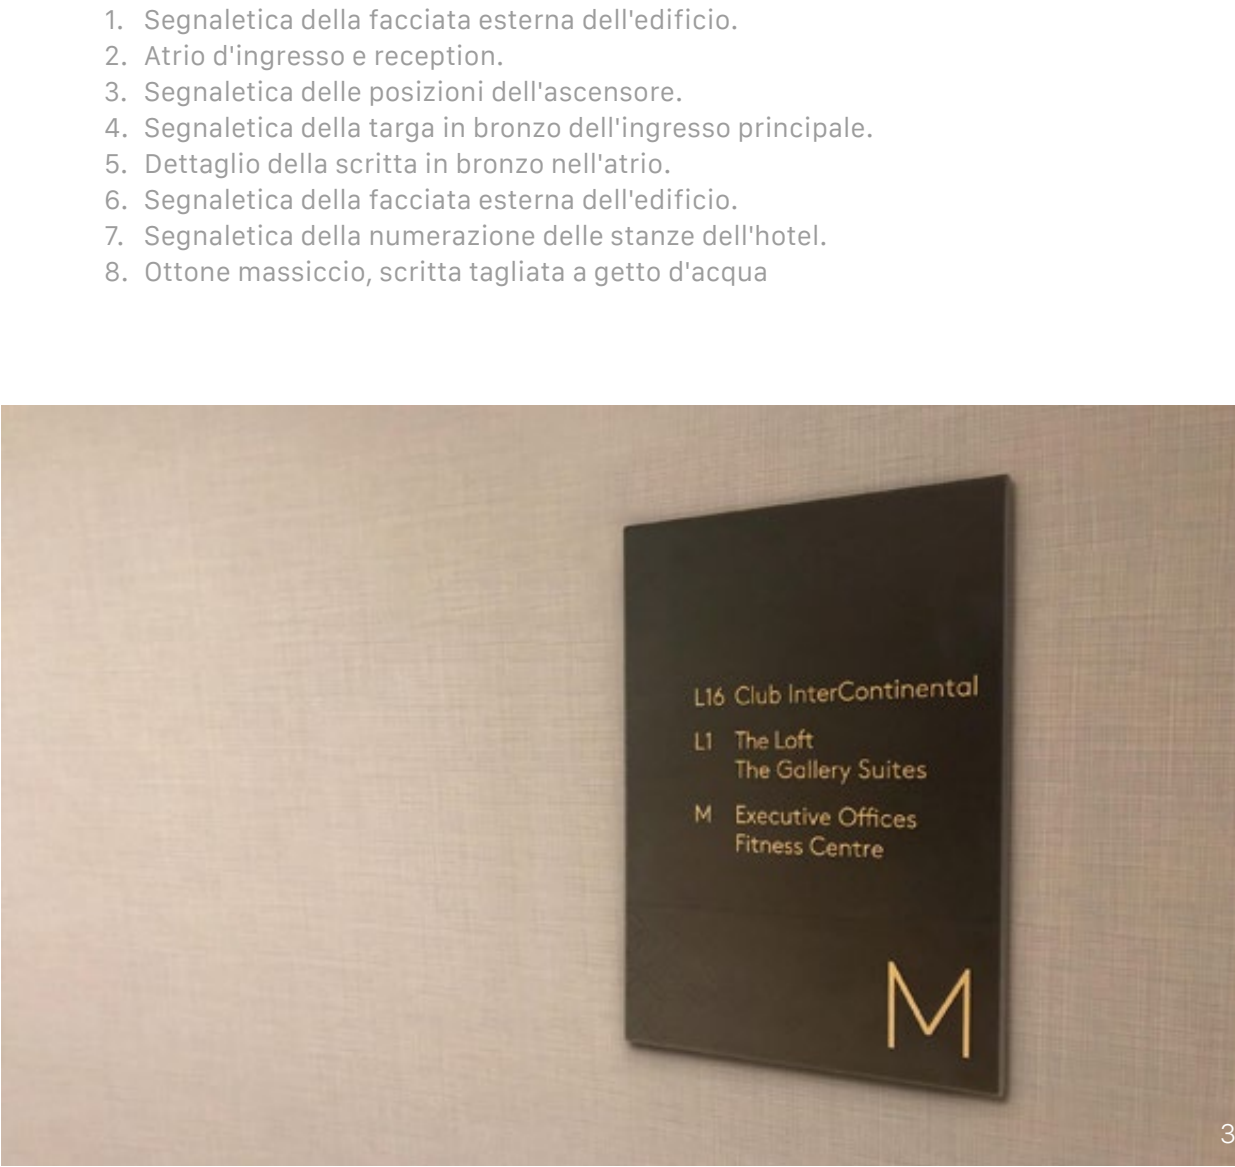 1. Segnaletica della facciata esterna dell'edificio.
2. Atrio d'ingresso e reception.
3. Segnaletica delle posizioni dell'ascensore.
4. Segnaletica della targa in bronzo dell'ingresso principale.
5. Dettaglio della scritta in bronzo nell'atrio.
6. Segnaletica della facciata esterna dell'edificio.
7. Segnaletica della numerazione delle stanze dell'hotel.
8. Ottone massiccio, scritta tagliata a getto d'acqua
L16 Club InterContinental
L1 The Loft
The Gallery Suites
M Executive Offices
Fitness Centre
M
3